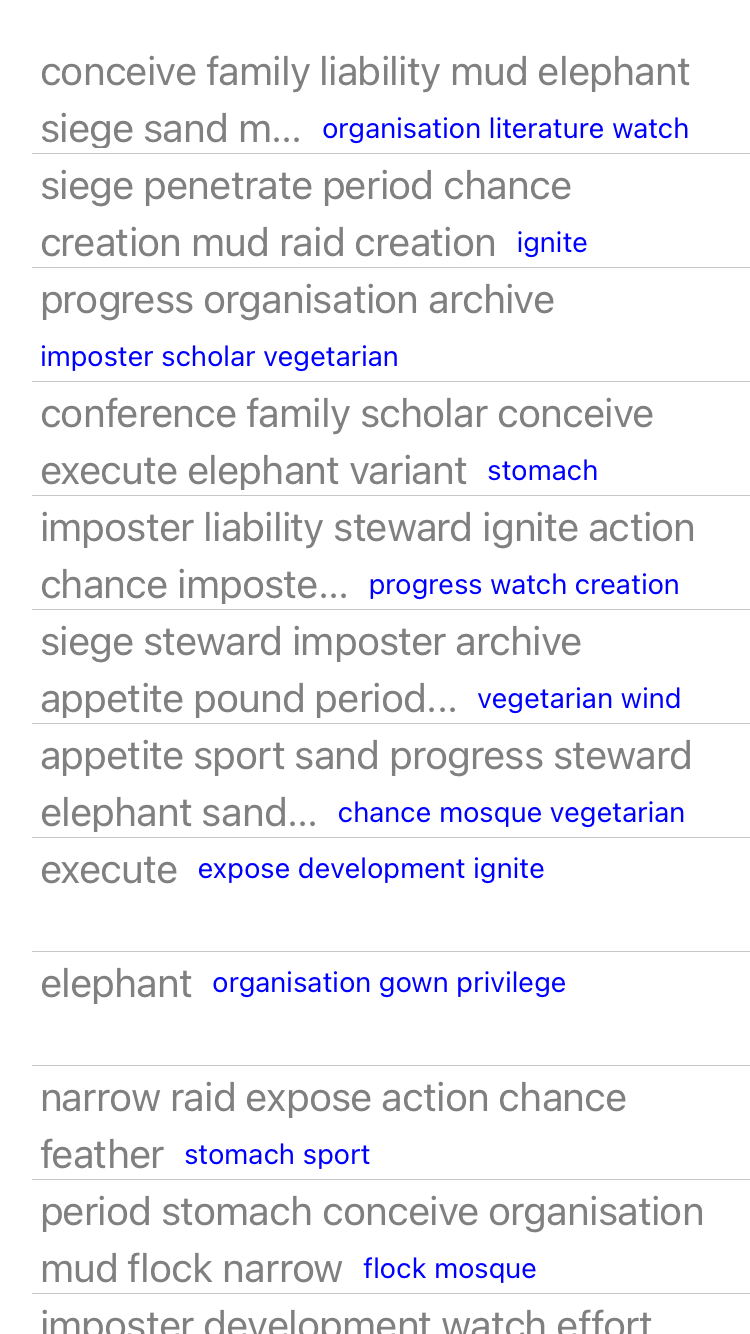 conceive family liability mud elephant
siege sand m... organisation literature watch
siege penetrate period chance
creation mud raid creation ignite
progress organisation archive
imposter scholar vegetarian
conference family scholar conceive
execute elephant variant stomach
imposter liability steward ignite action
chance imposte... progress watch creation
siege steward imposter archive
appetite pound period... vegetarian wind
appetite sport sand progress steward
elephant sand... chance mosque vegetarian
execute expose development ignite
elephant organisation gown privilege
narrow raid expose action chance
feather stomach sport
period stomach conceive organisation
mud flock narrow flock mosque
imposter development watch effort